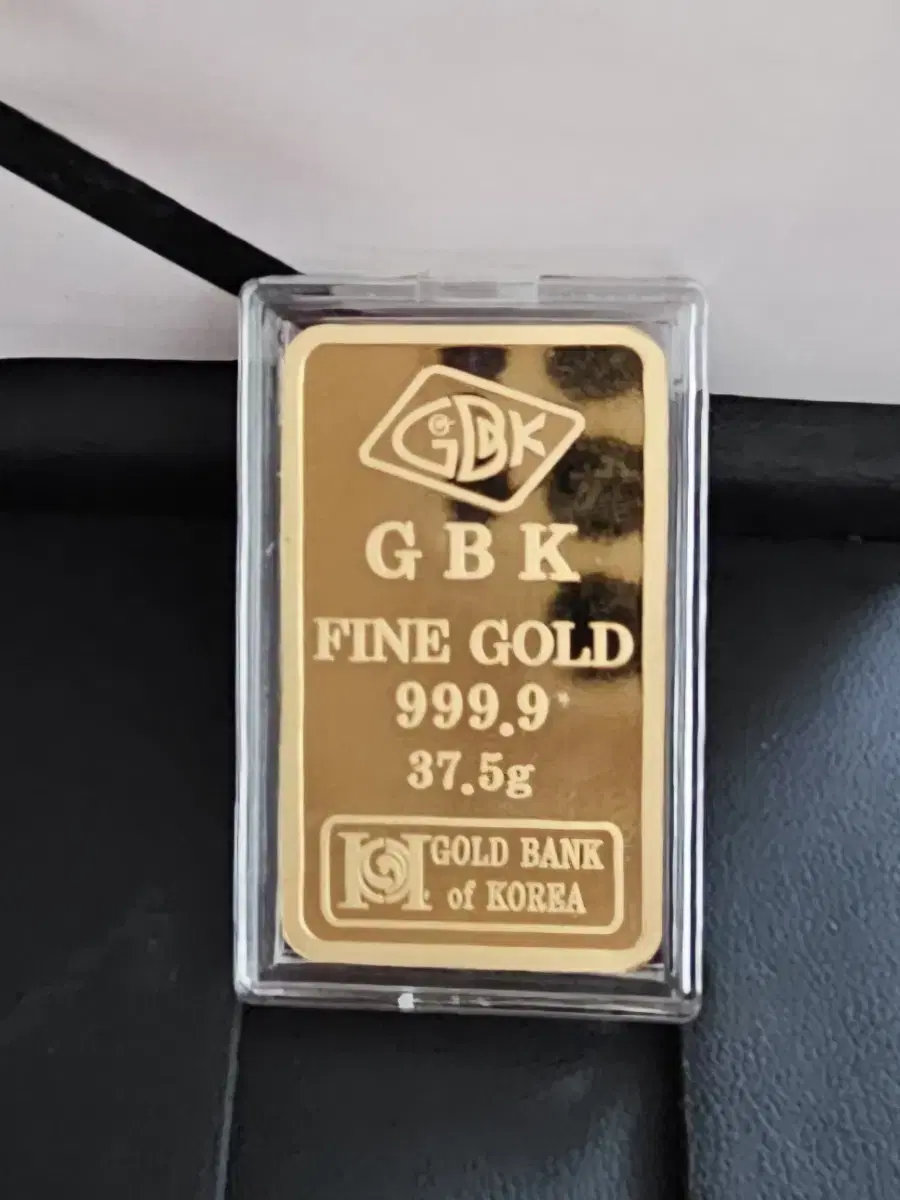 GBK
G B K
FINE GOLD
999.9
37.5g
GOLD BANK
of KOREA